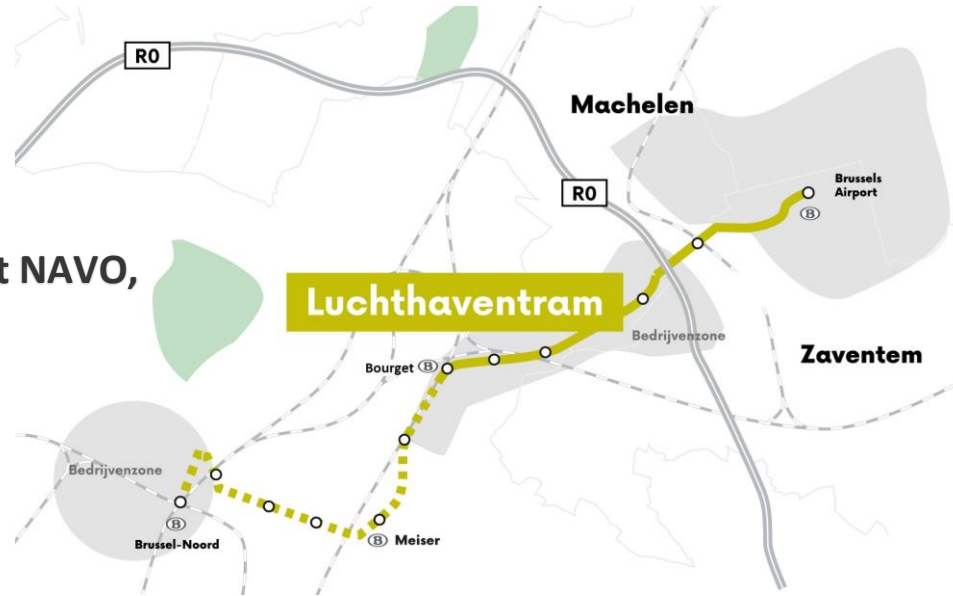 R0
Machelen
Brussels
Airport
B
R0
t NAVO,
Luchthaventram
Bedrijvenzone
Zaventem
Bourget B
Bedrijvenzone
B
Brussel-Noord
B Meiser